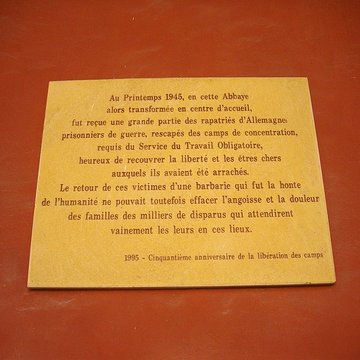 Au Printemps 1945, en cette Abbaye
alors transformée en centre d'accueil,
fut reçue une grande partie des rapatriés d'Allemagne:
prisonniers de guerre, rescapés des camps de concentration,
requis du Service du Travail Obligatoire,
heureux de recouvrer la liberté et les êtres chers
auxquels ils avaient été arrachés.
Le retour de ces victimes d'une barbarie qui fut la honte
de l'humanité ne pouvait toutefois effacer l'angoisse et la douleur
des familles des milliers de disparus qui attendirent
vainement les leurs en ces lieux.
1995 - Cinquantième anniversaire de la libération des camps